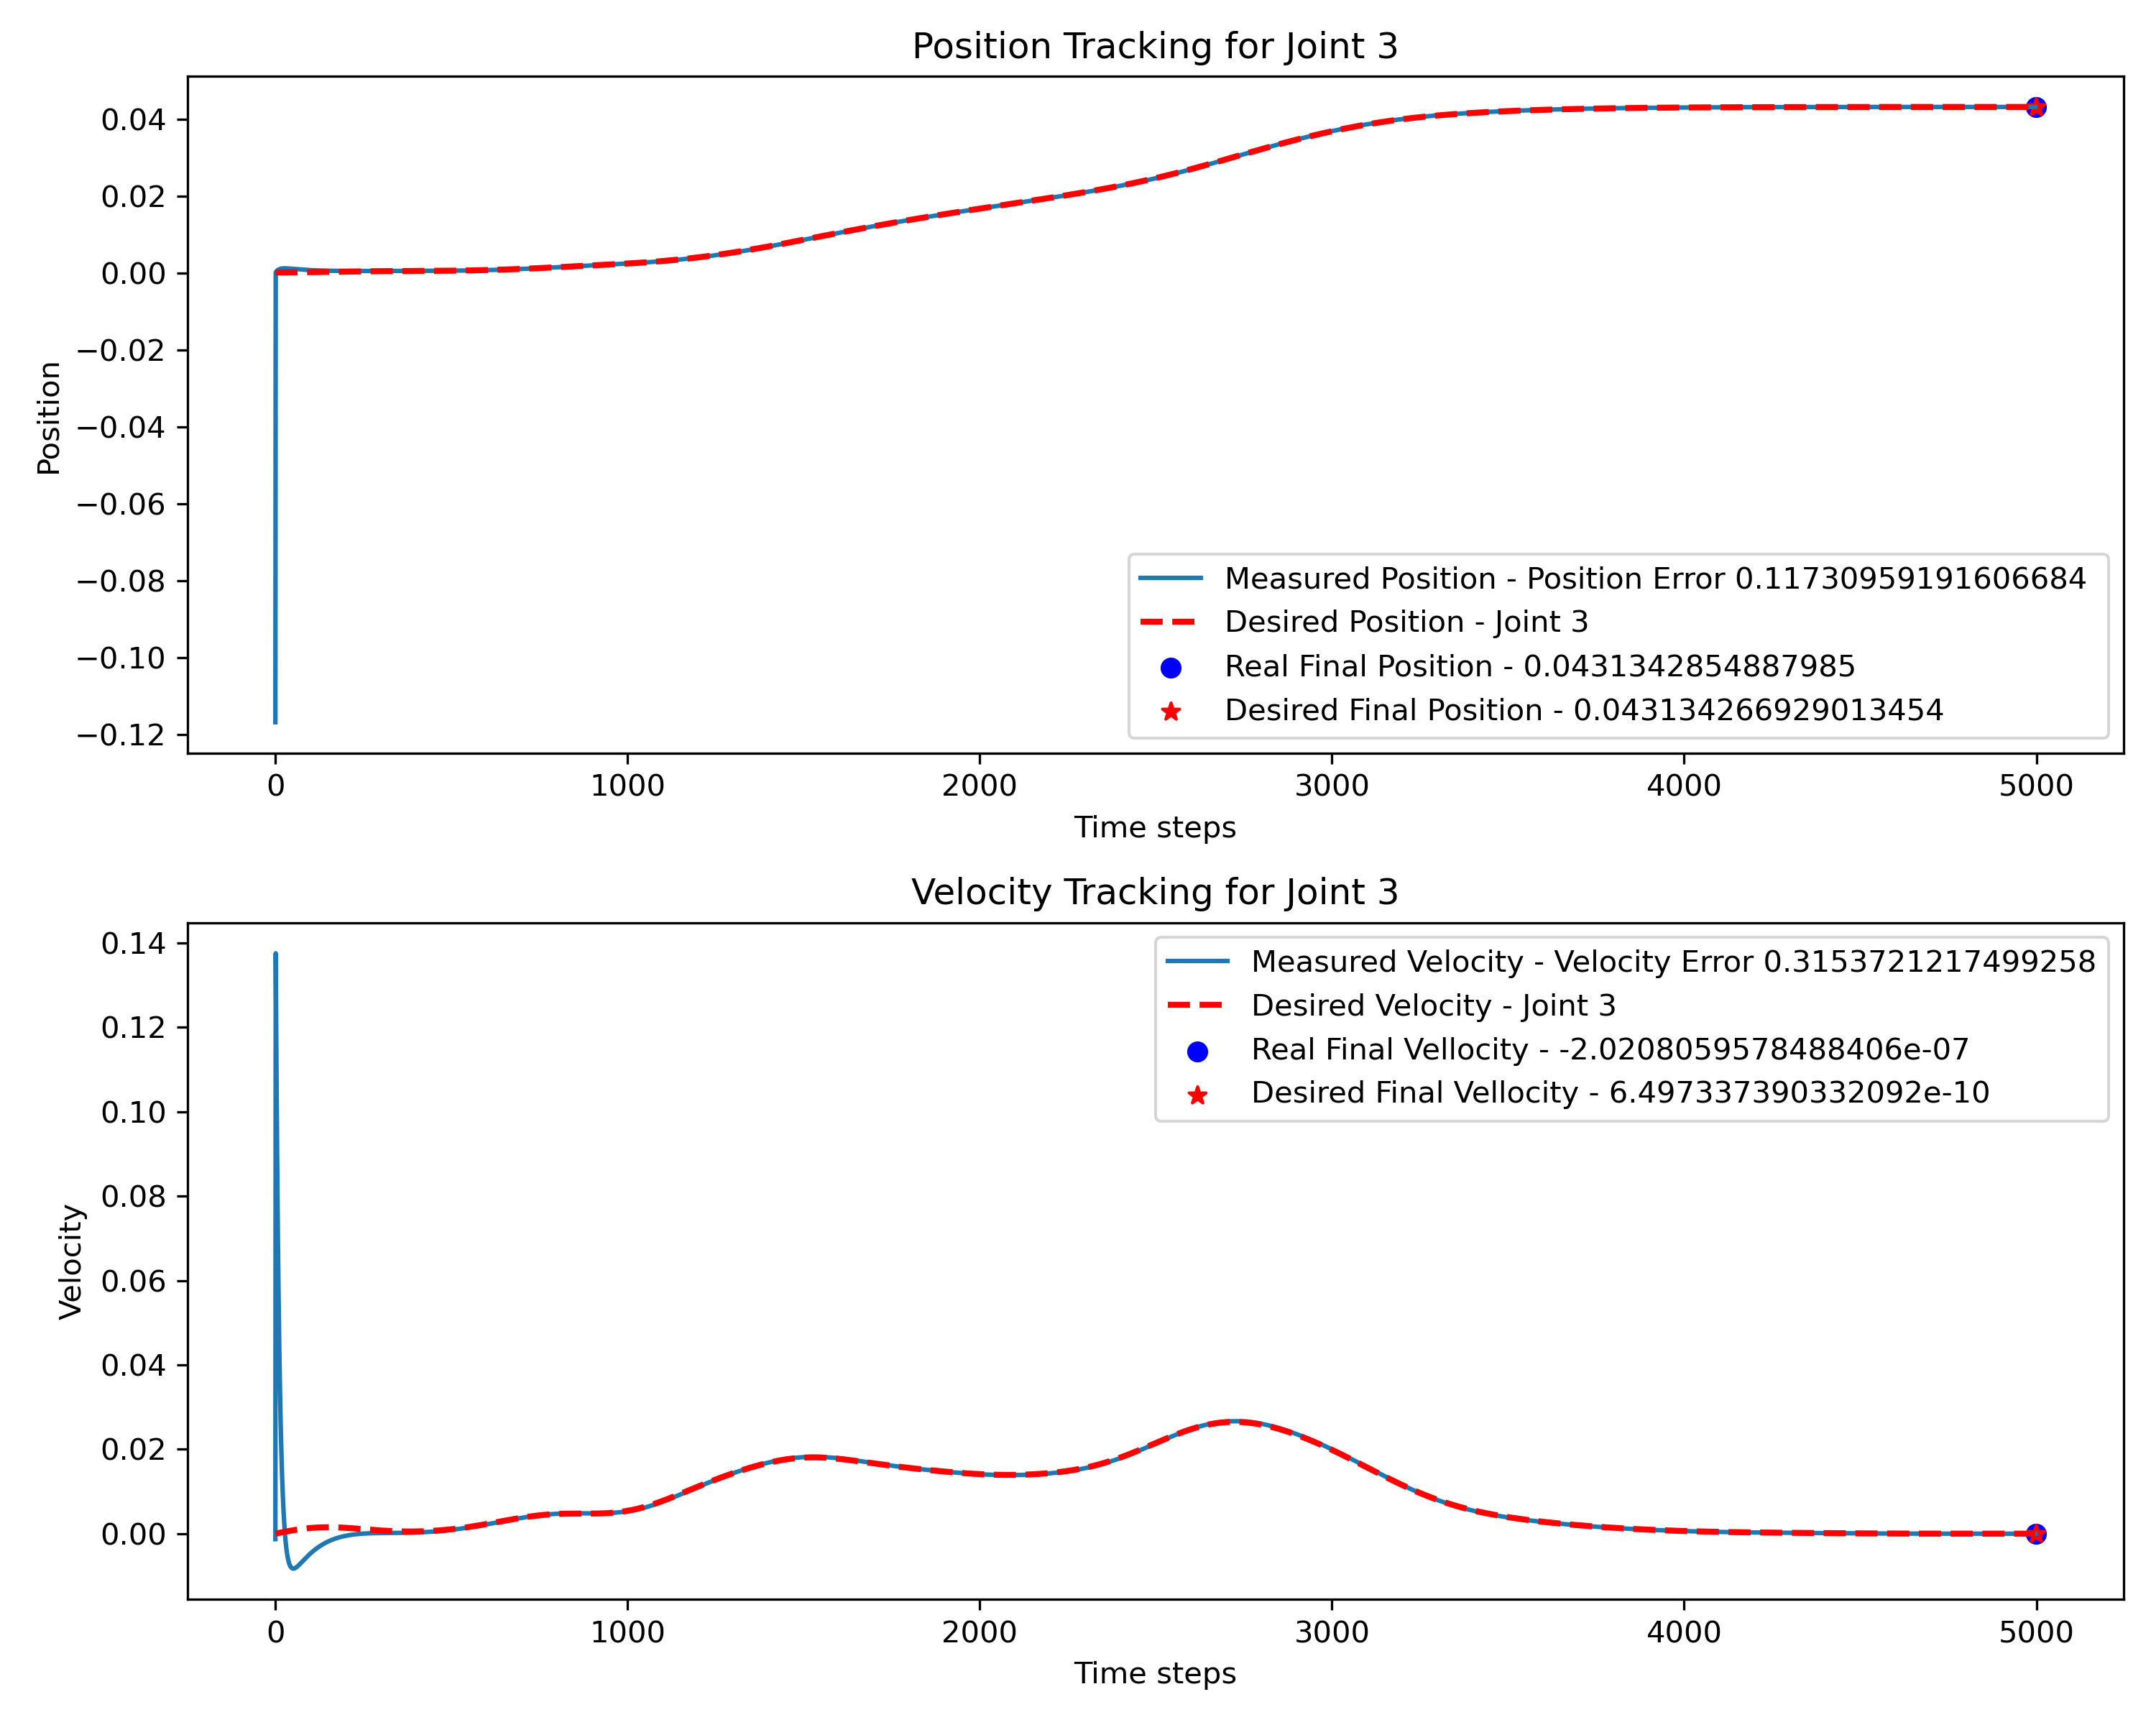 Position Tracking for Joint 3
0.04
0.02
0.00
−0.02
−0.04
−0.06
−0.08
−0.10
−0.12
Position
Measured Position - Position Error 0.11730959191606684
Desired Position - Joint 3
Real Final Position - 0.0431342854887985
Desired Final Position - 0.043134266929013454
0 1000 2000 3000 4000 5000
Time steps
Velocity Tracking for Joint 3
0.14
0.12
0.10
0.08
0.06
0.04
0.02
0.00
Velocity
Measured Velocity - Velocity Error 0.3153721217499258
Desired Velocity - Joint 3
Real Final Vellocity - -2.0208059578488406e-07
Desired Final Vellocity - 6.497337390332092e-10
0 1000 2000 3000 4000 5000
Time steps